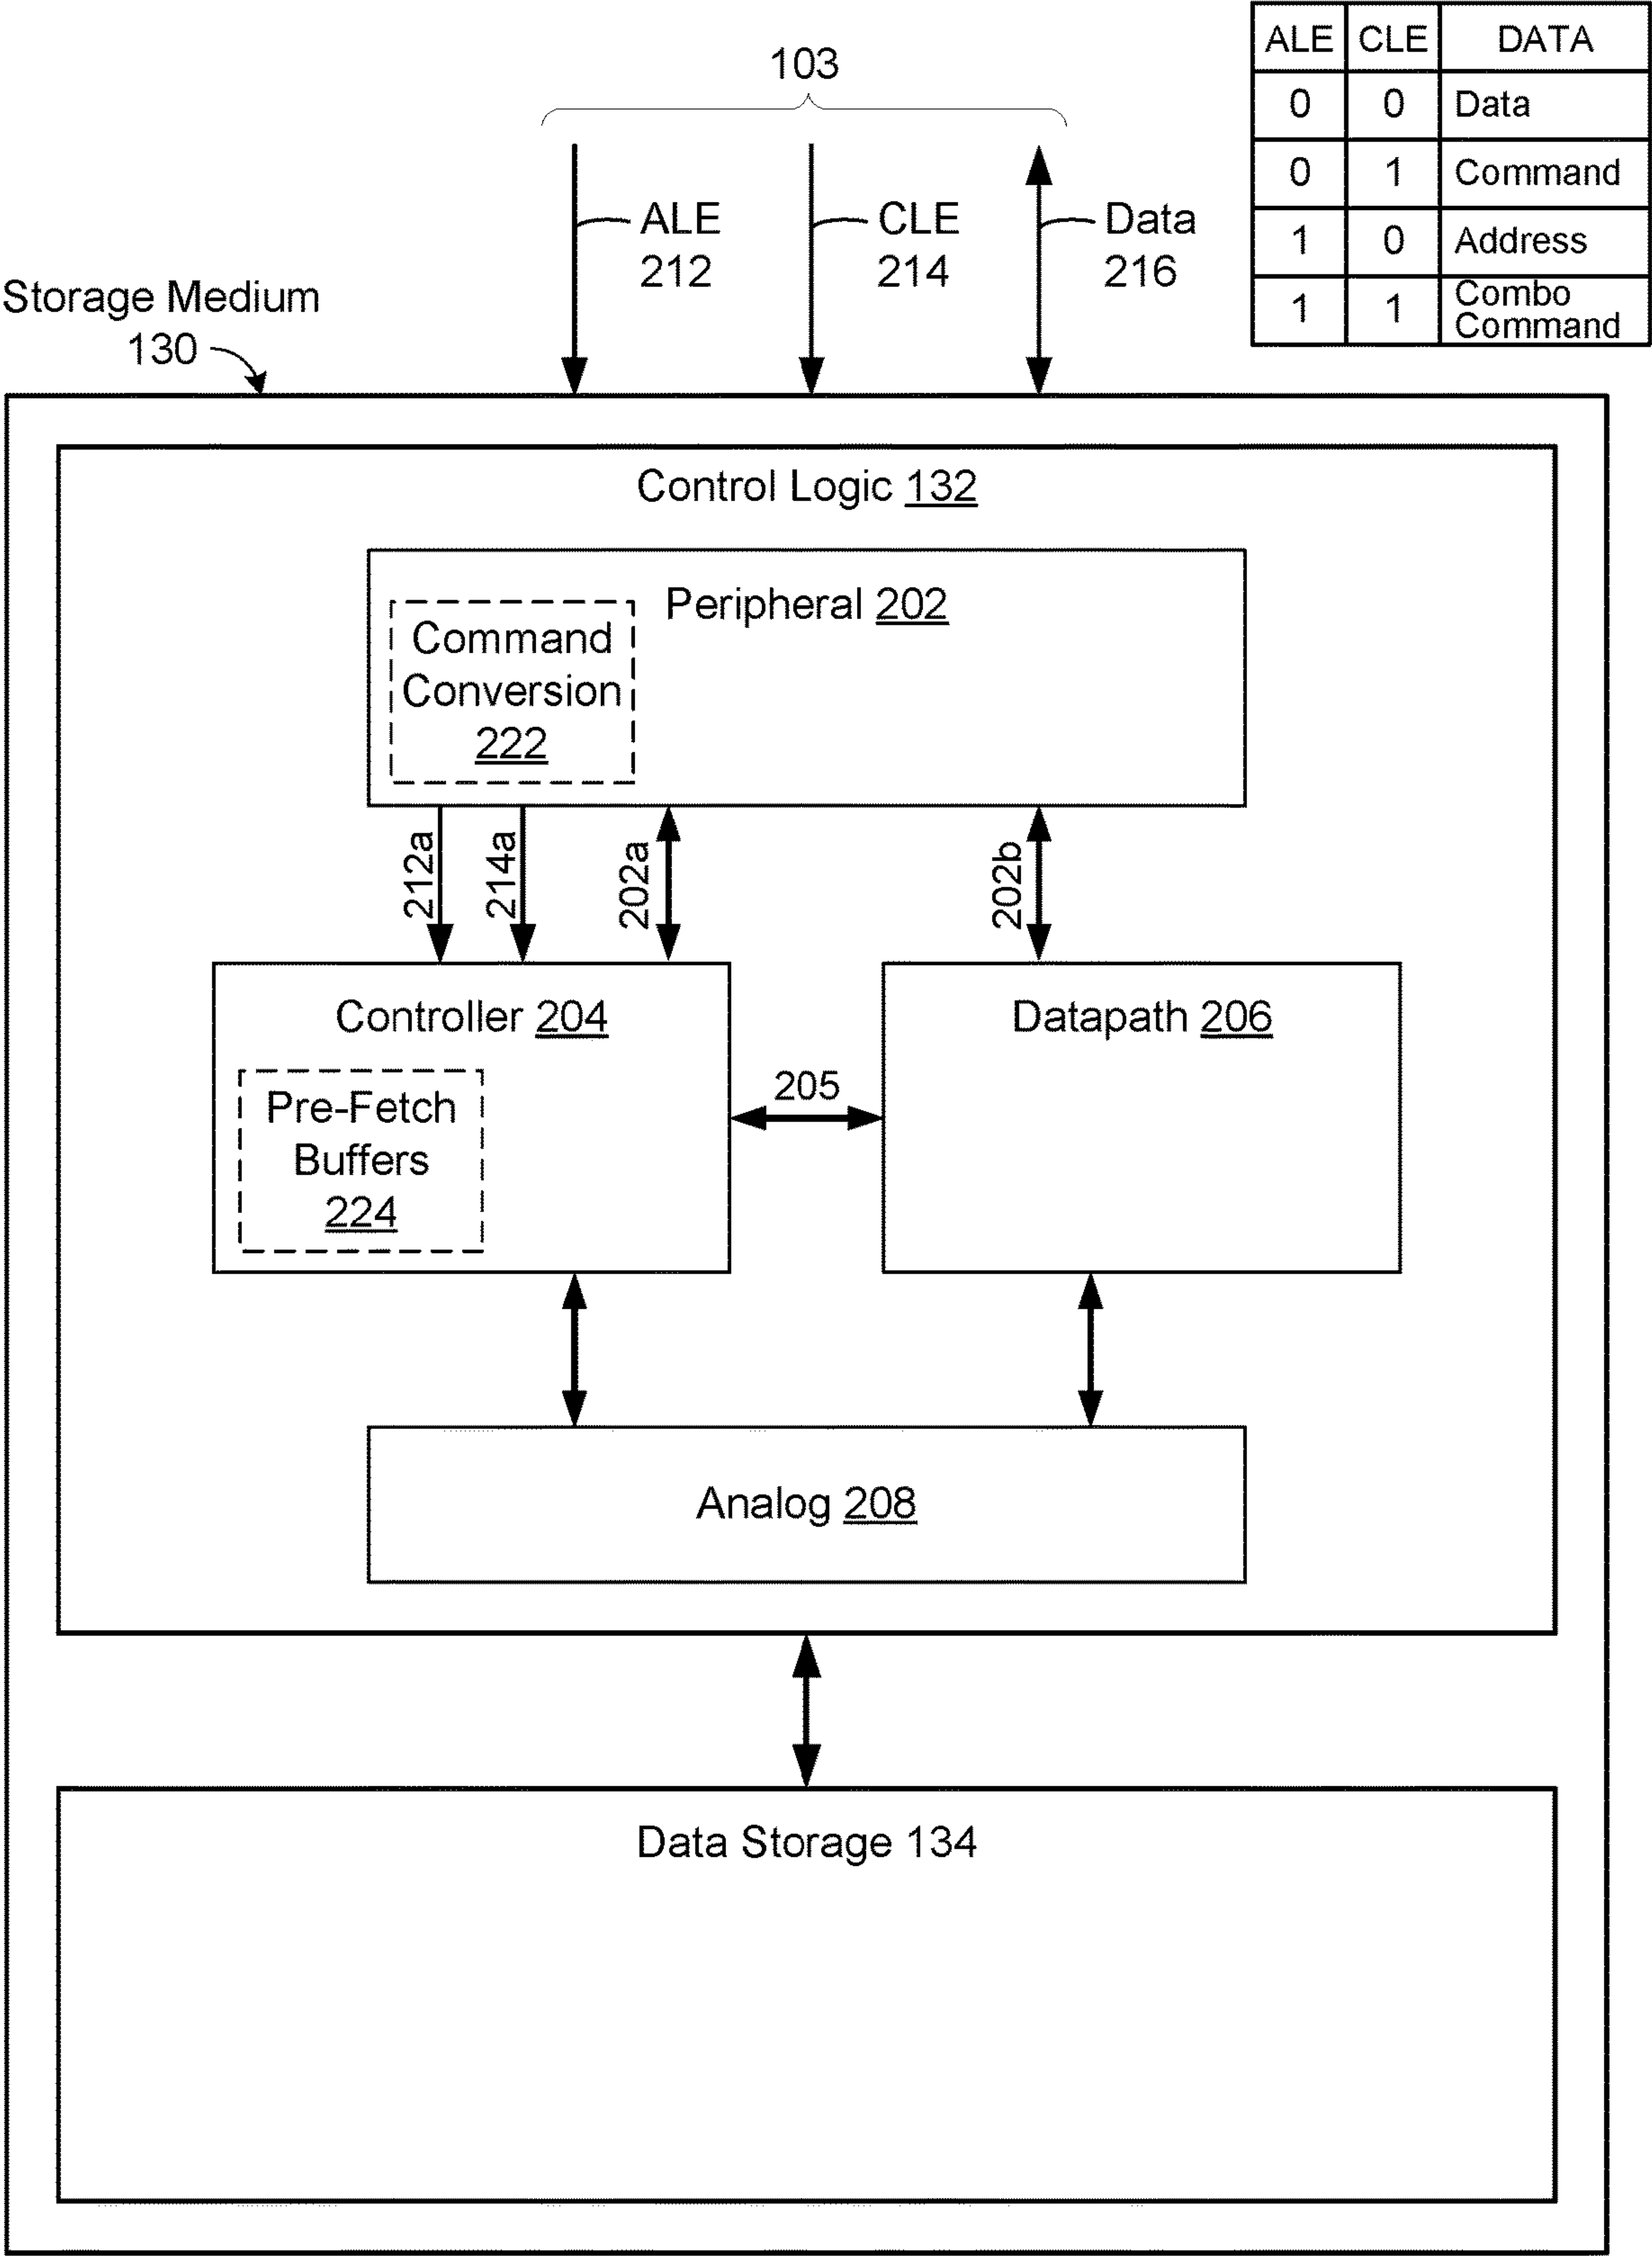 ALE CLE DATA
0 0 Data
0 1 Command
1 0 Address
1 1 Combo
Command
103
ALE
212
CLE
214
Data
216
Storage Medium
130
Control Logic 132
Peripheral 202
Command
Conversion
222
212a
214a
202a
202b
Controller 204
Pre-Fetch
Buffers
224
205
Datapath 206
Analog 208
Data Storage 134